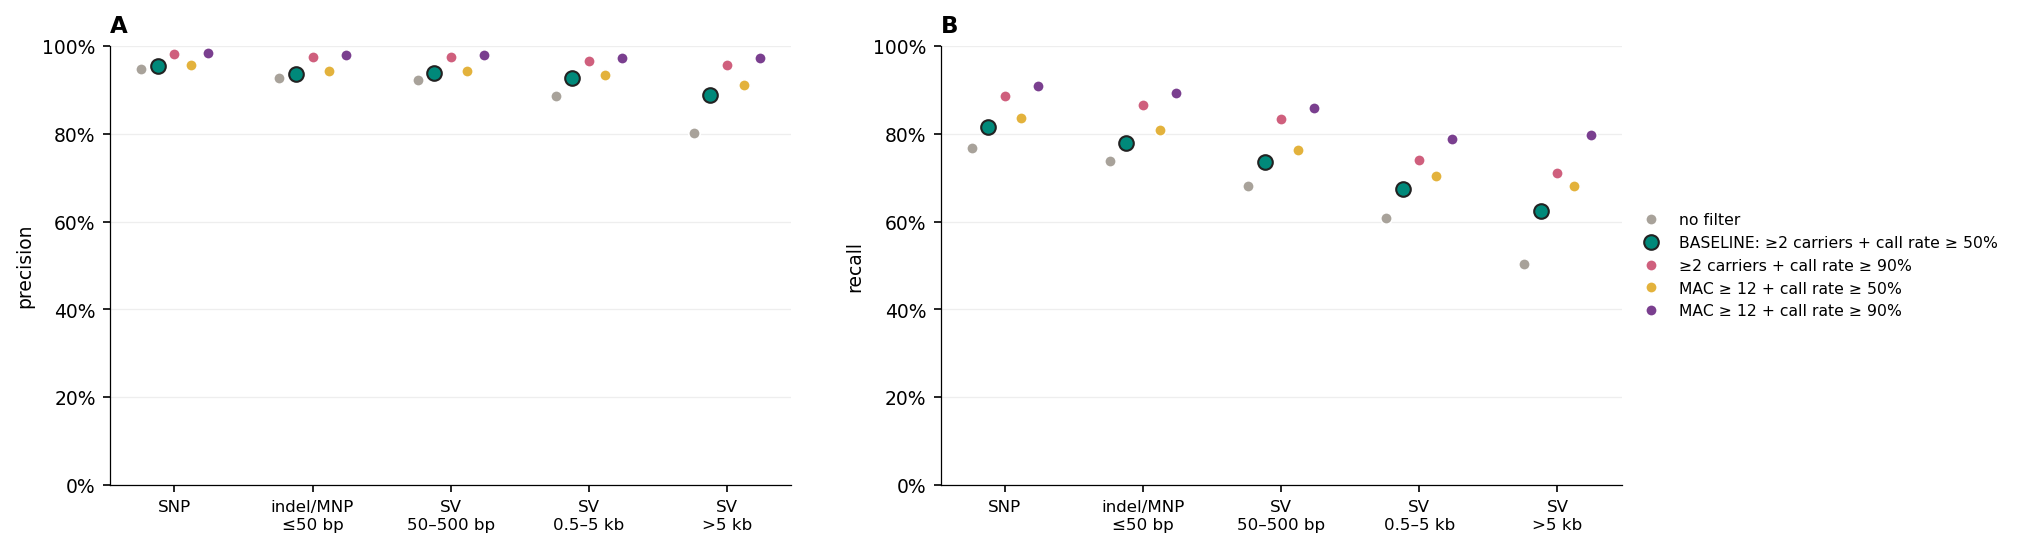 A
100%
80%
60%
40%
20%
0%
precision
SNP
indel/MNP
≤50 bp
SV
50–500 bp
SV
0.5–5 kb
SV
>5 kb
B
100%
80%
60%
40%
20%
0%
recall
SNP
indel/MNP
≤50 bp
SV
50–500 bp
SV
0.5–5 kb
SV
>5 kb
no filter
BASELINE: ≥2 carriers + call rate ≥ 50%
≥2 carriers + call rate ≥ 90%
MAC ≥ 12 + call rate ≥ 50%
MAC ≥ 12 + call rate ≥ 90%